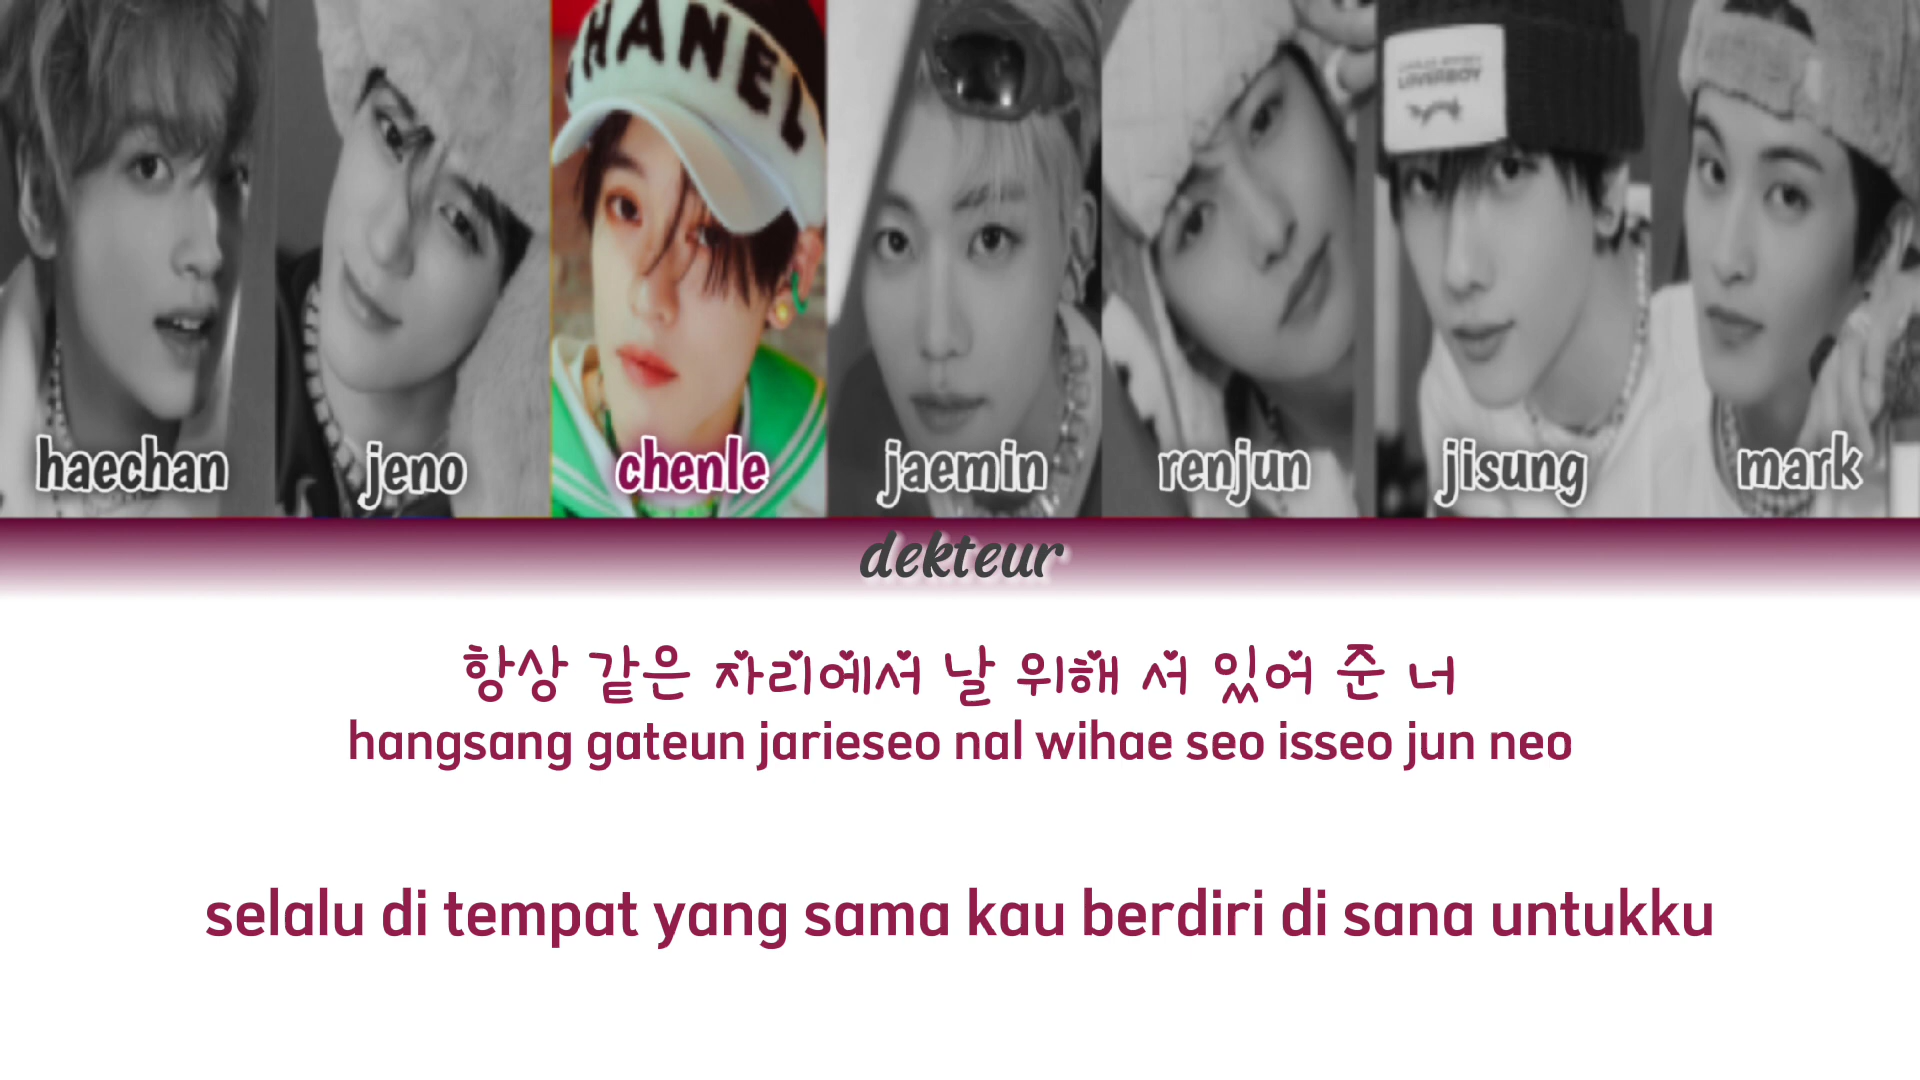 CHANEL
LOVERBOY
haechan jeno chenle jaemin renjun jisung mark
dekteur
항상 같은 자리에서 날 위해 서 있어 준 너
hangsang gateun jarieseo nal wihae seo isseo jun neo
selalu di tempat yang sama kau berdiri di sana untukku